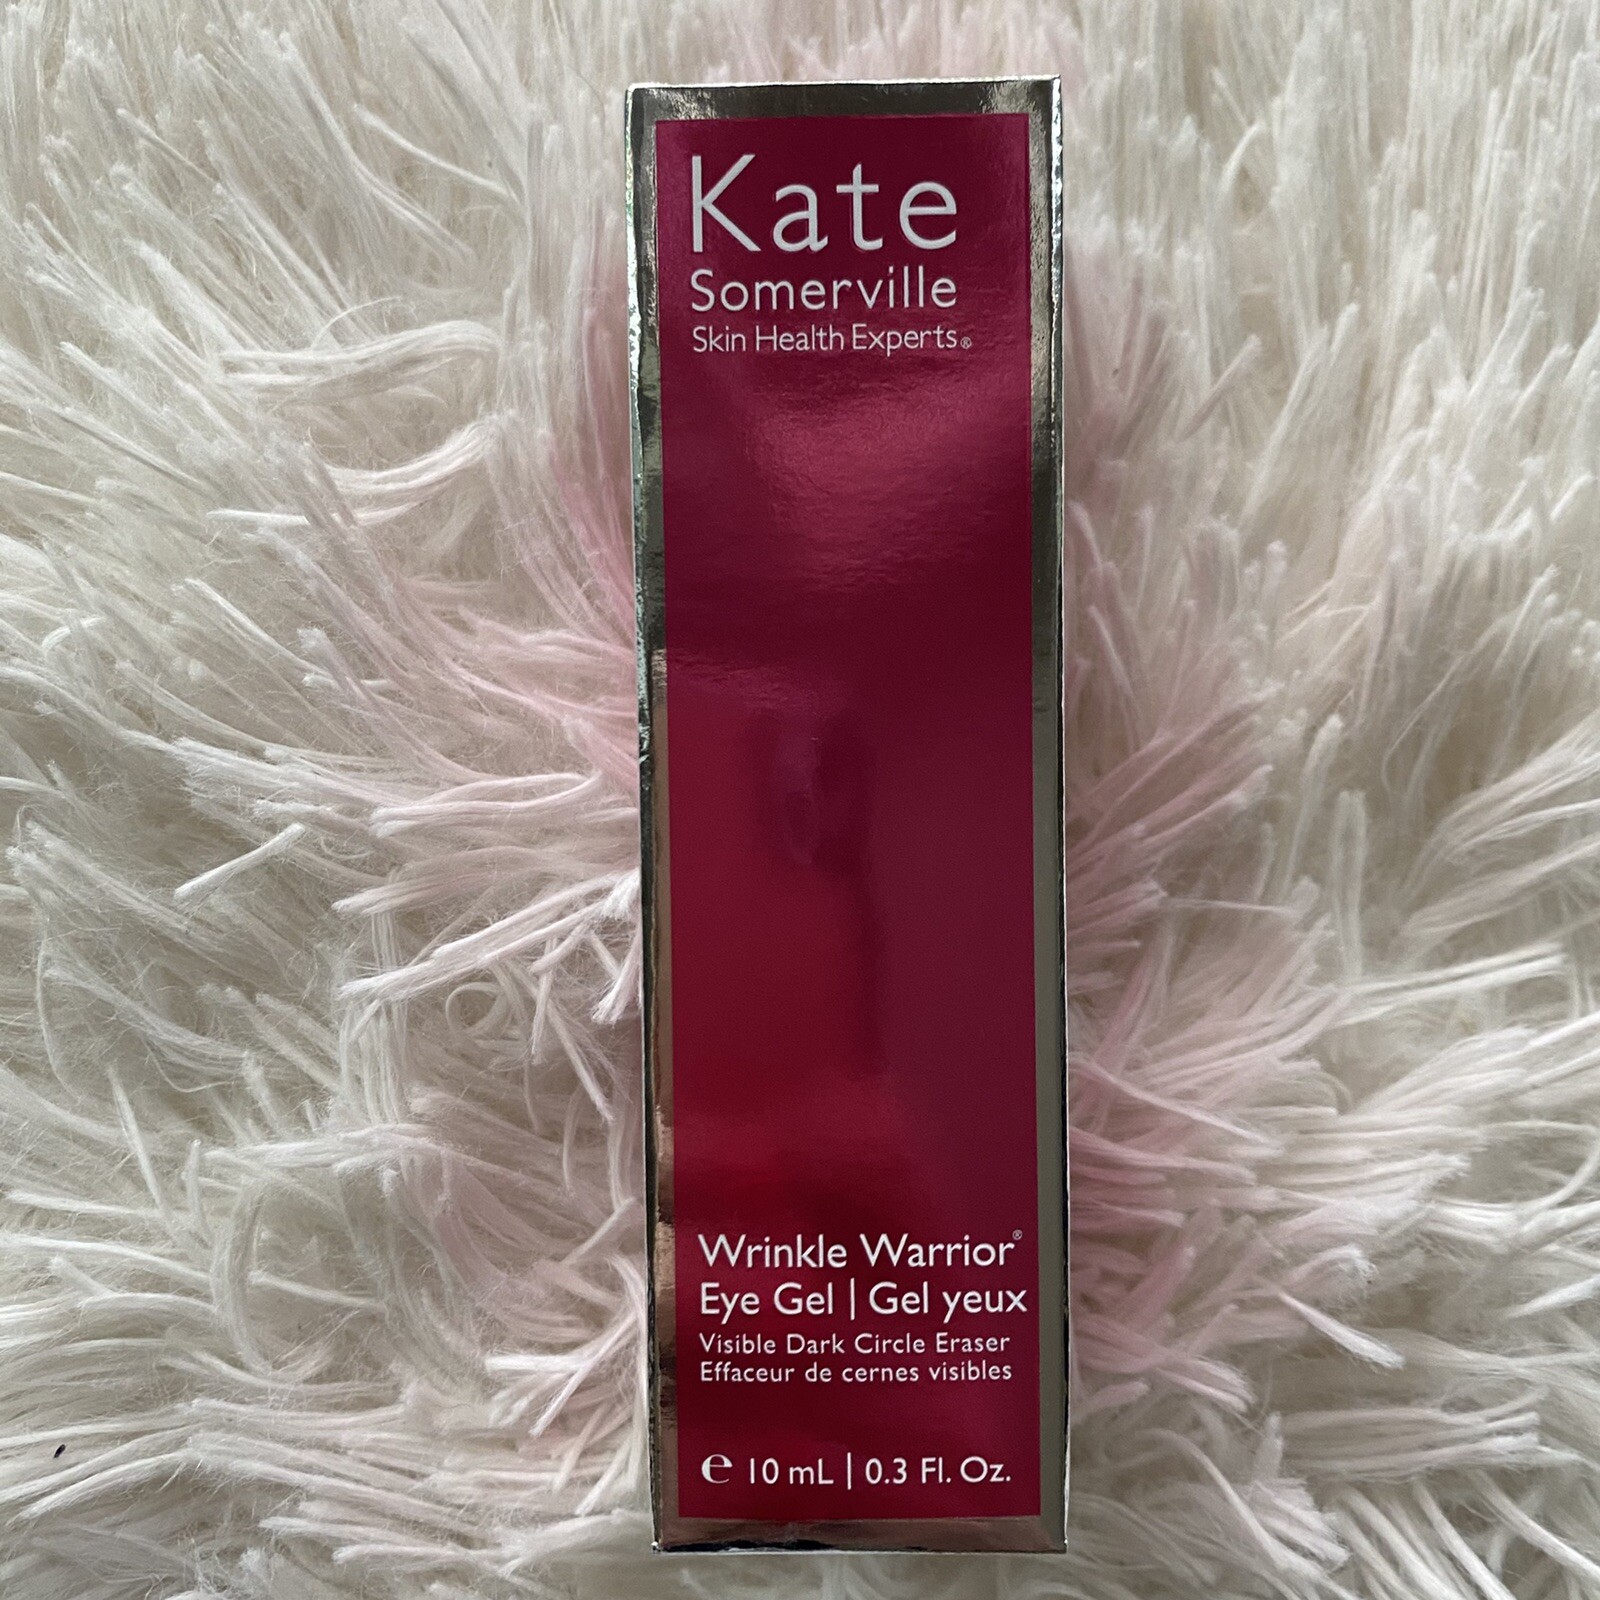 Kate
Somerville
Skin Health Experts®
Wrinkle Warrior®
Eye Gel | Gel yeux
Visible Dark Circle Eraser
Effaceur de cernes visibles
℮ 10 mL | 0.3 Fl. Oz.